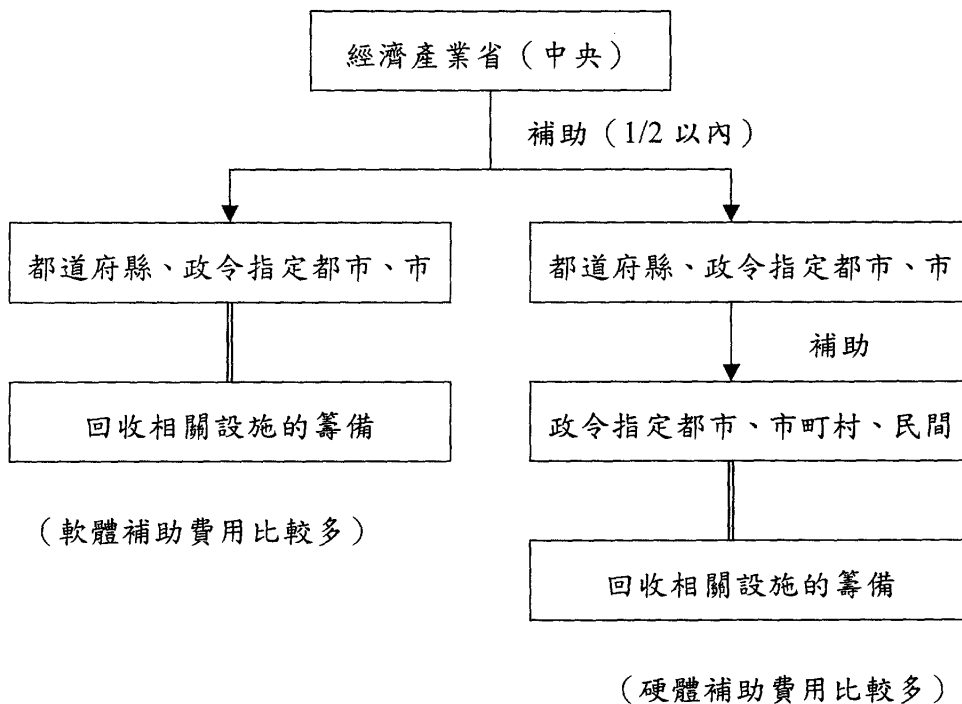 經濟產業省（中央）
補助（1/2 以內）
都道府縣、政令指定都市、市
都道府縣、政令指定都市、市
補助
回收相關設施的籌備
政令指定都市、市町村、民間
（軟體補助費用比較多）
回收相關設施的籌備
（硬體補助費用比較多）